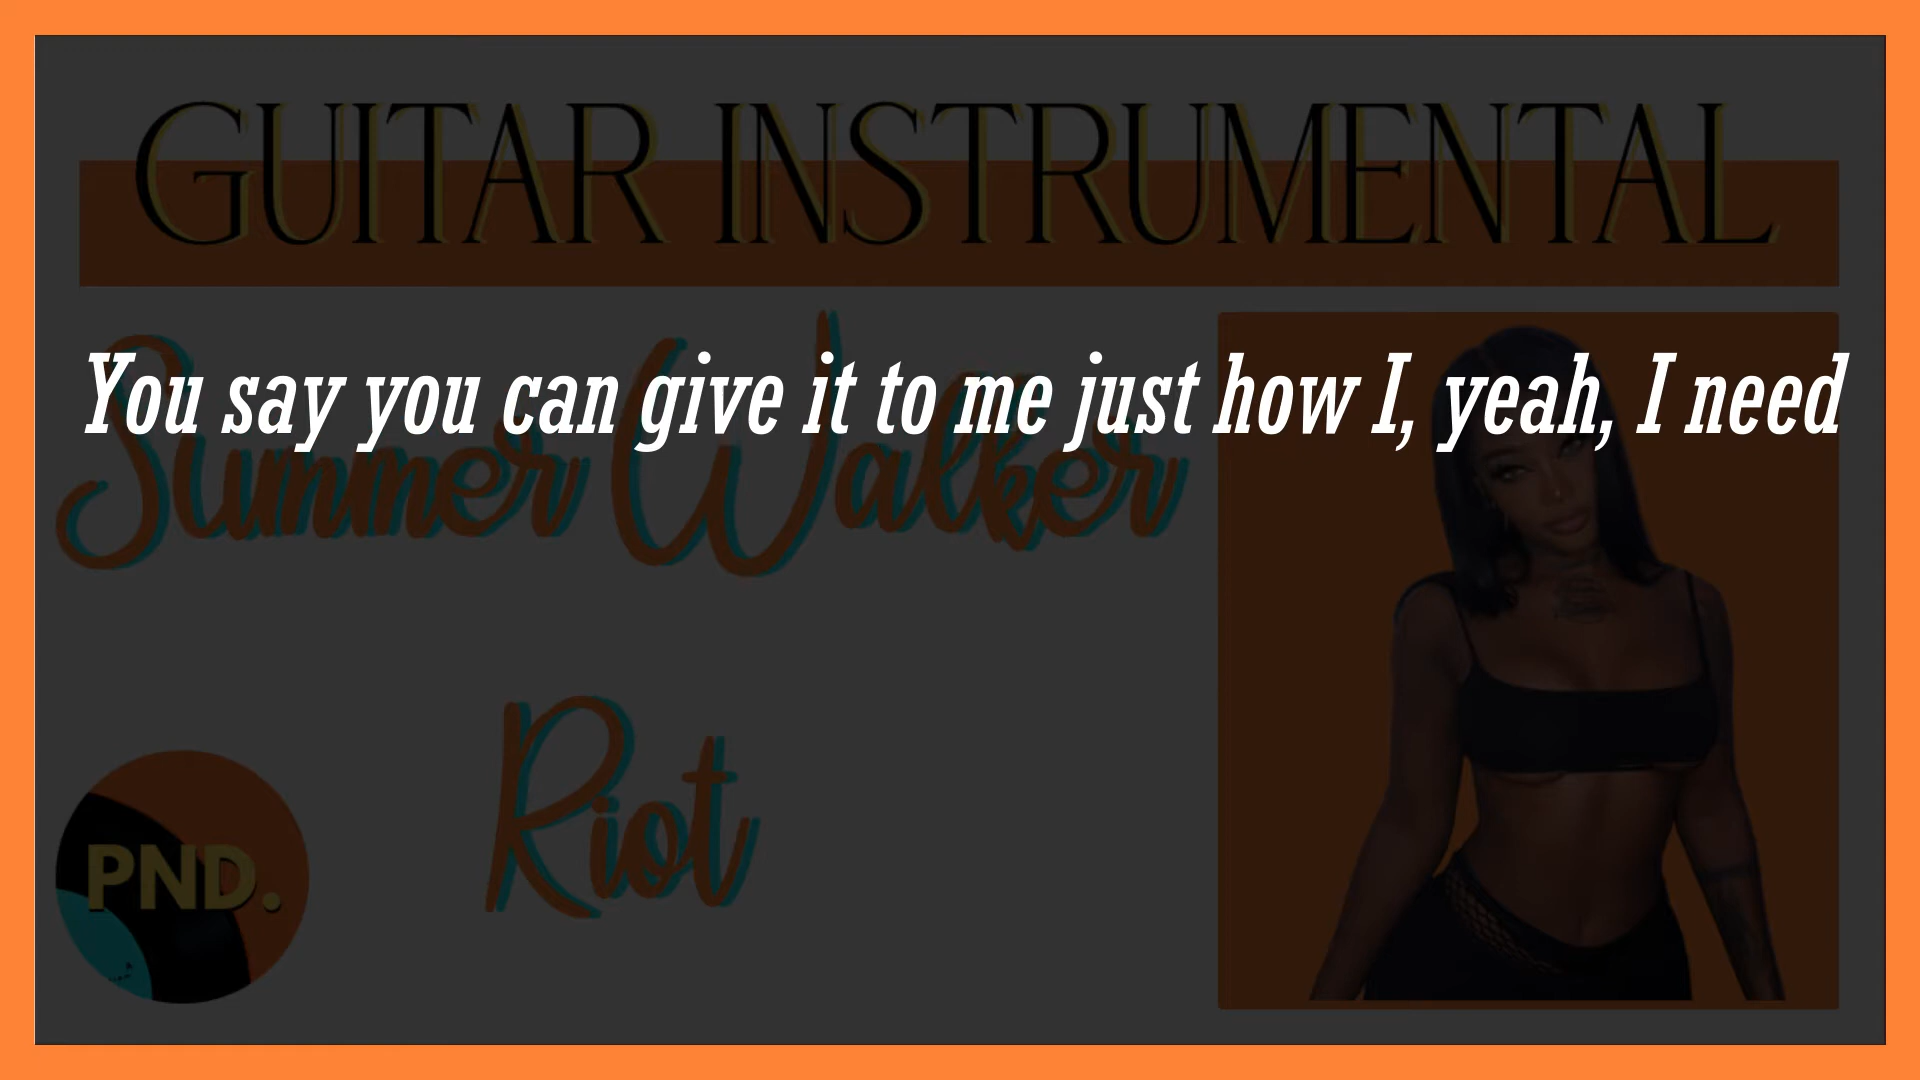 GUITAR INSTRUMENTAL
You say you can give it to me just how I, yeah, I need
Summer Walker
Riot
PND.